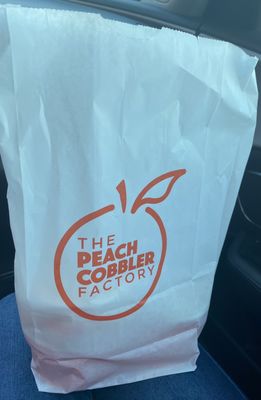 THE
PEACH
COBBLER
FACTORY